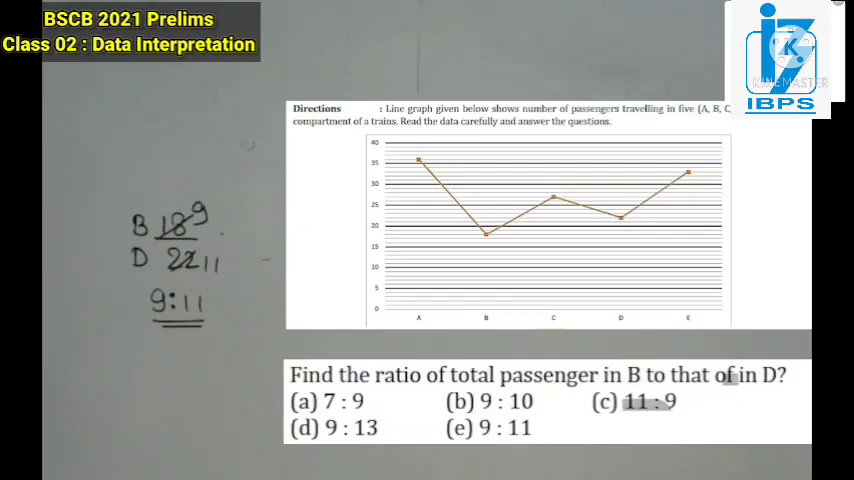 BSCB 2021 Prelims
Class 02 : Data Interpretation
K
KINEMASTER
IBPS
Directions : Line graph given below shows number of passengers travelling in five (A, B, C,
compartment of a trains. Read the data carefully and answer the questions.
40
35
30
25
20
15
10
5
0
A B C D E
B 18 9
D 22 11
9:11
Find the ratio of total passenger in B to that of in D?
(a) 7 : 9 (b) 9 : 10 (c) 11 : 9
(d) 9 : 13 (e) 9 : 11